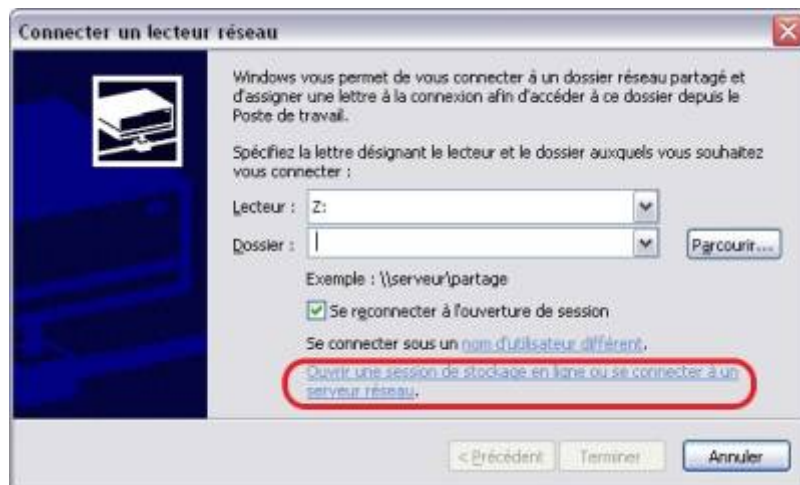 Connecter un lecteur réseau
Windows vous permet de vous connecter à un dossier réseau partagé et
d'assigner une lettre à la connexion afin d'accéder à ce dossier depuis le
Poste de travail.
Spécifiez la lettre désignant le lecteur et le dossier auxquels vous souhaitez
vous connecter :
Lecteur : Z:
Dossier : Parcourir...
Exemple : \\serveur\partage
Se reconnecter à l'ouverture de session
Se connecter sous un nom d'utilisateur différent.
Ouvrir une session de stockage en ligne ou se connecter à un
serveur réseau.
< Précédent Terminer Annuler